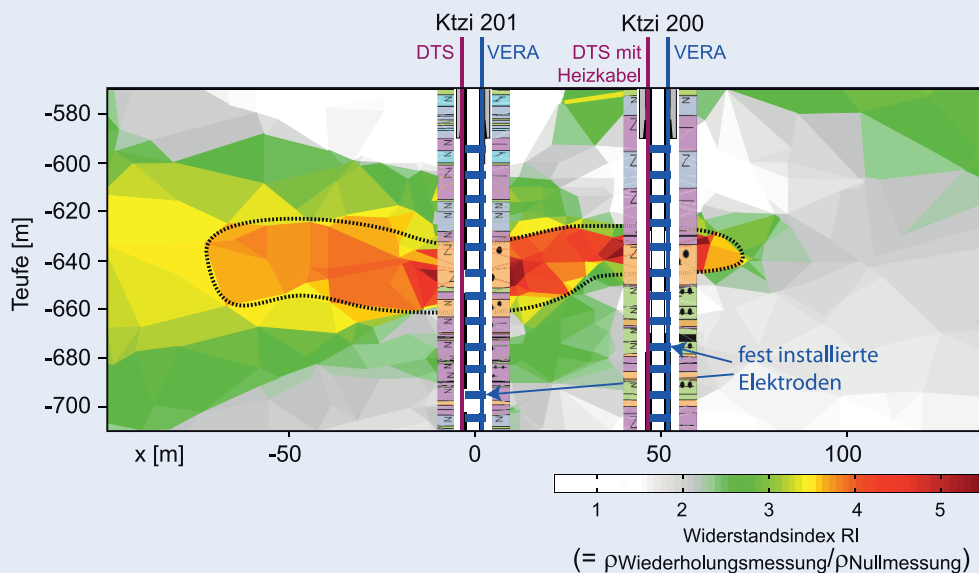 Ktzi 201
Ktzi 200
DTS
VERA
DTS mit
Heizkabel
VERA
Teufe [m]
-580
-600
-620
-640
-660
-680
-700
fest installierte
Elektroden
x [m]
-50
0
50
100
1
2
3
4
5
Widerstandsindex RI
(= ρWiederholungsmessung/ρNullmessung)